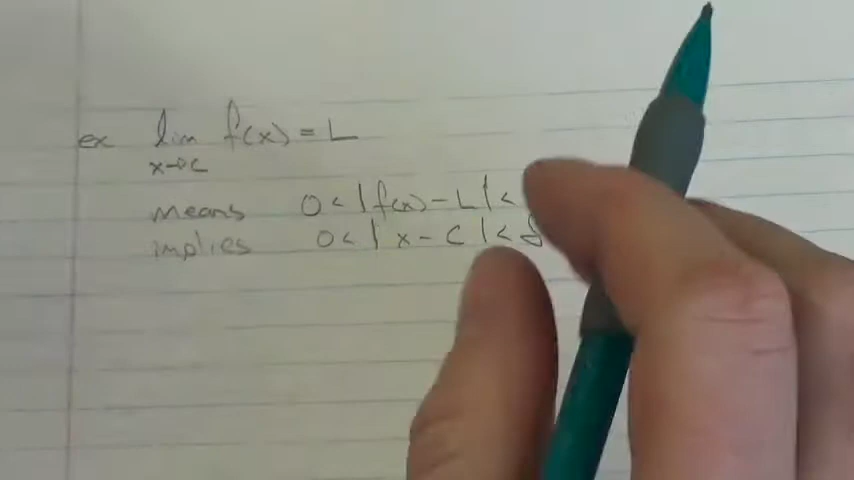 ex lim f(x) = L
x→c
means 0 < |f(x) - L| <
implies 0 < | x - c | < δ